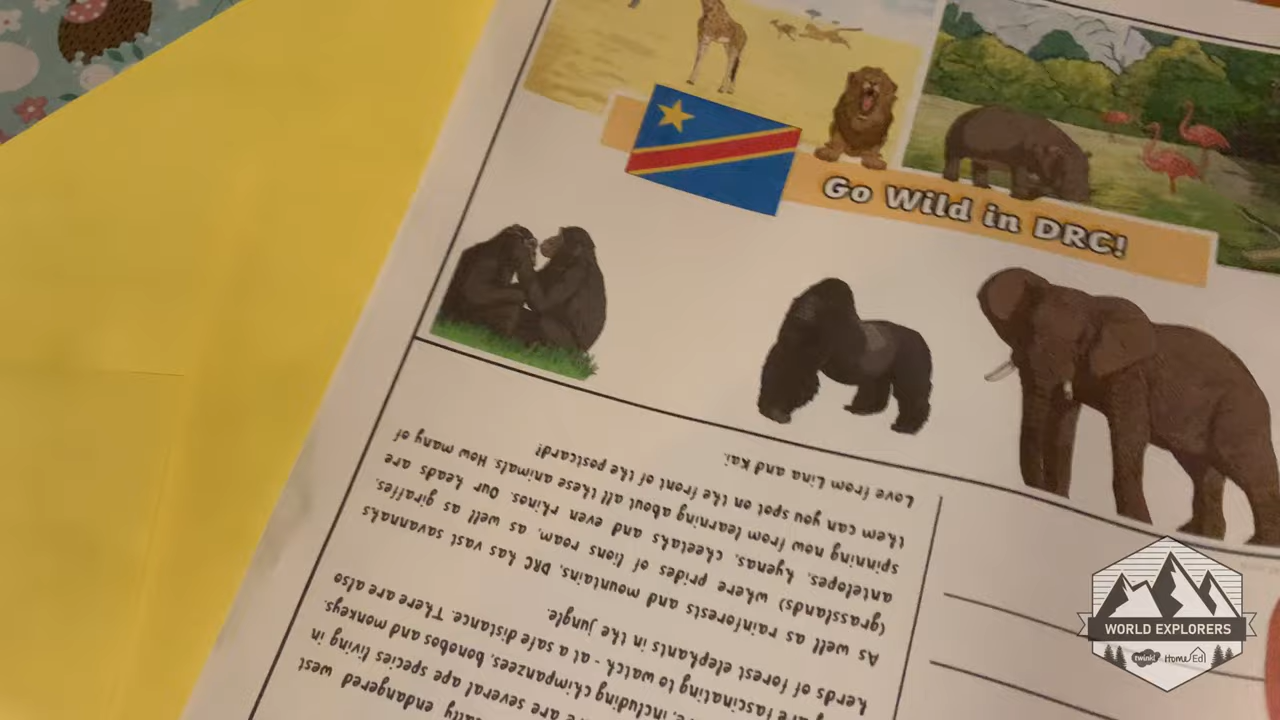 Go Wild in DRC!
endangered west
are several ape species living in
including chimpanzees, bonobos and monkeys.
are fascinating to watch - at a safe distance. There are also
herds of forest elephants in the jungle.
As well as rainforests and mountains, DRC has vast savannahs
(grasslands) where prides of lions roam, as well as giraffes,
antelopes, hyenas, cheetahs and even rhinos. Our heads are
spinning now from learning about all these animals. How many of
them can you spot on the front of the postcard!
Love from Lina and Kai.
WORLD EXPLORERS
twinkl HomeEd